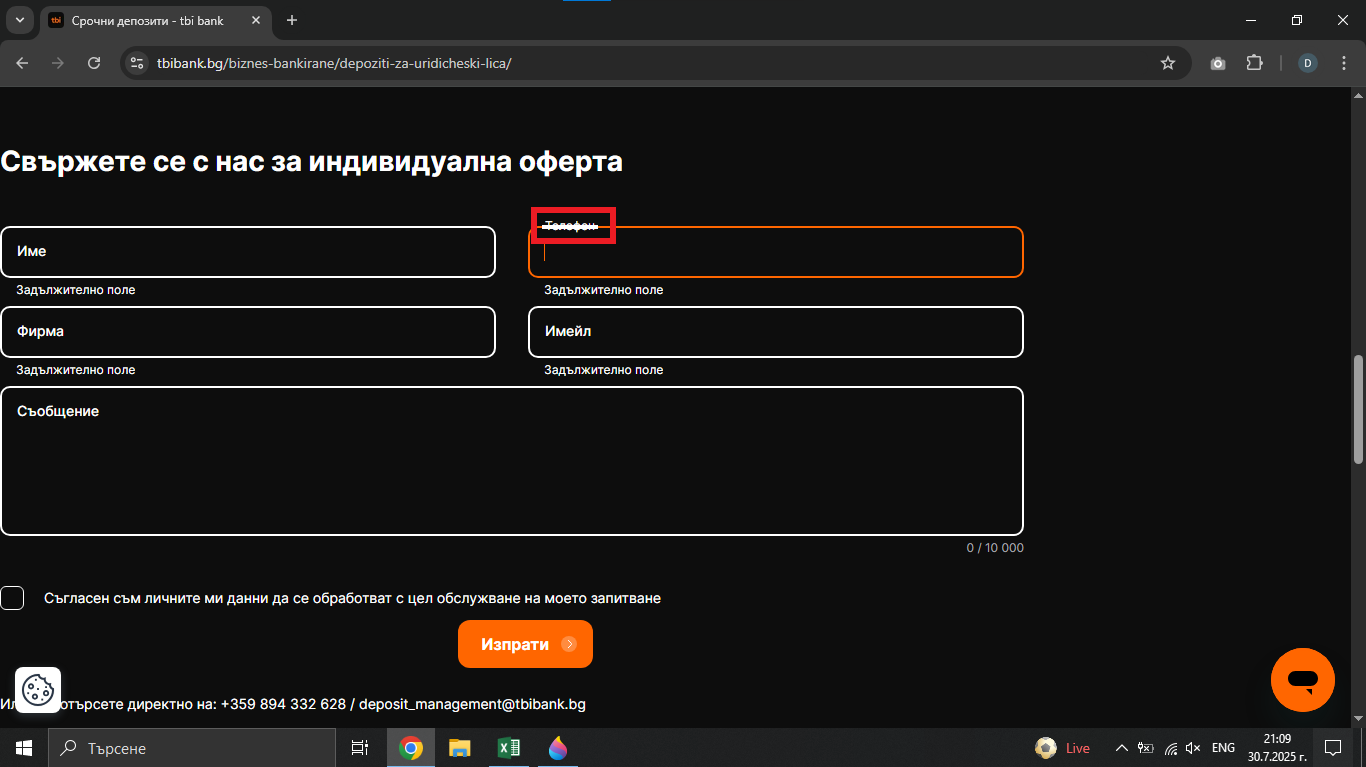 Срочни депозити - tbi bank
tbibank.bg/biznes-bankirane/depoziti-za-uridicheski-lica/
D
Свържете се с нас за индивидуална оферта
Име
Телефон
Задължително поле
Задължително поле
Фирма
Имейл
Задължително поле
Задължително поле
Съобщение
0 / 10 000
Съгласен съм личните ми данни да се обработват с цел обслужване на моето запитване
Изпрати
отърсете директно на: +359 894 332 628 / deposit_management@tbibank.bg
Търсене
Live
ENG
21:09
30.7.2025 г.